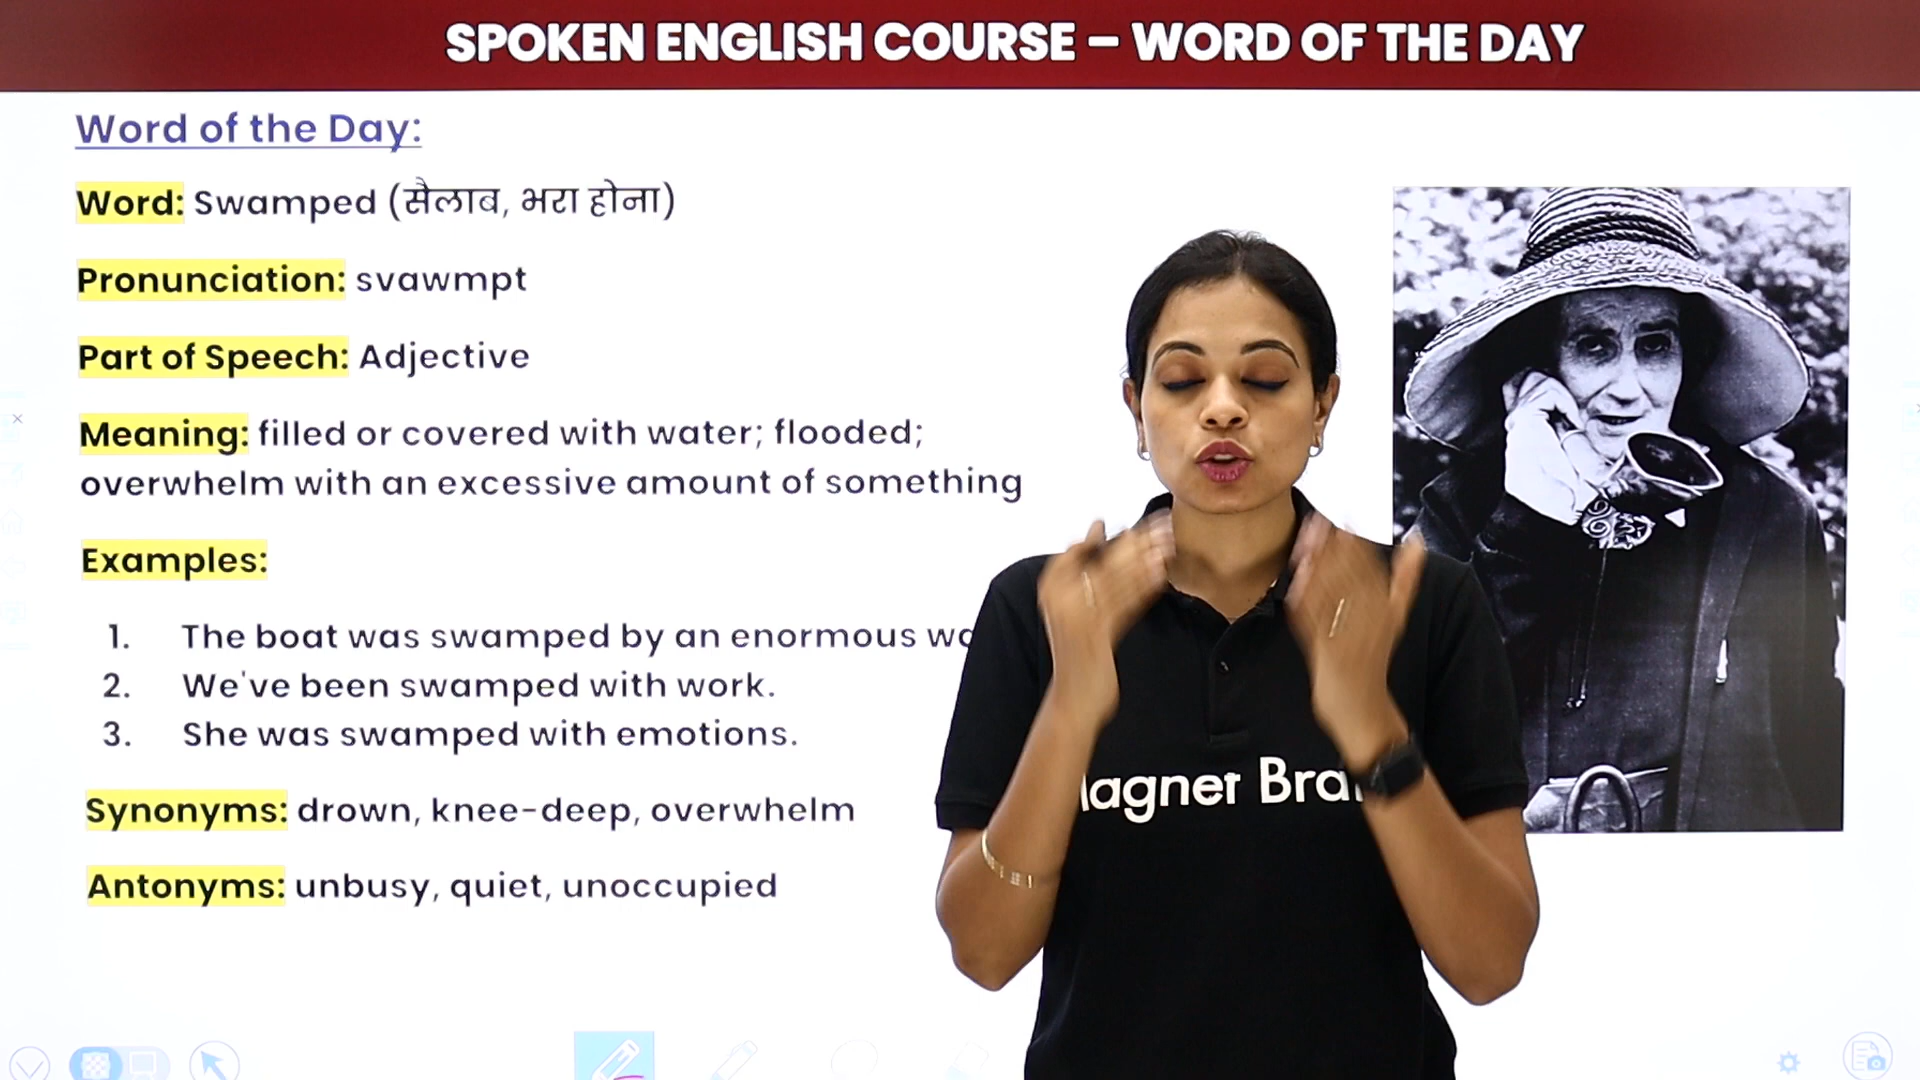 SPOKEN ENGLISH COURSE – WORD OF THE DAY
Word of the Day:
Word: Swamped (सैलाब, भरा होना)
Pronunciation: svawmpt
Part of Speech: Adjective
Meaning: filled or covered with water; flooded;
overwhelm with an excessive amount of something
Examples:
1. The boat was swamped by an enormous
2. We've been swamped with work.
3. She was swamped with emotions.
Synonyms: drown, knee-deep, overwhelm
Antonyms: unbusy, quiet, unoccupied
agnet Bra